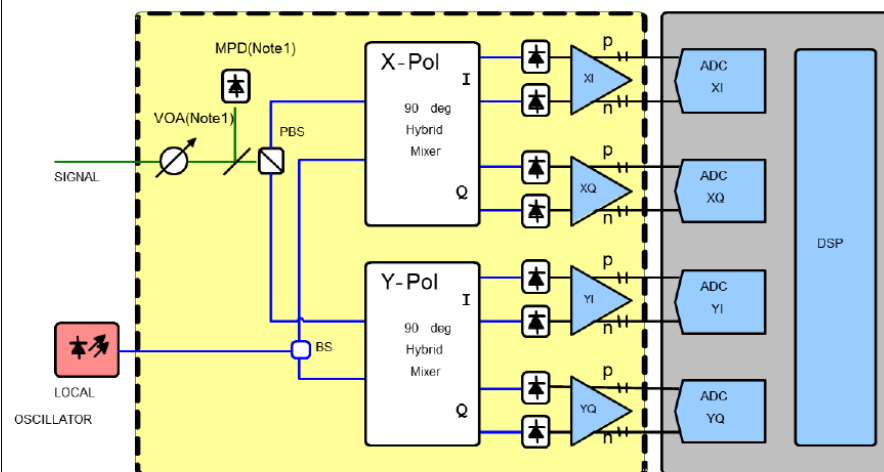 MPD(Note1)
VOA(Note1)
PBS
SIGNAL
X-Pol
I
90 deg
Hybrid
Mixer
Q
p
XI
n
p
XQ
n
ADC
XI
ADC
XQ
DSP
Y-Pol
I
90 deg
Hybrid
Mixer
Q
p
YI
n
p
YQ
n
ADC
YI
ADC
YQ
BS
LOCAL
OSCILLATOR